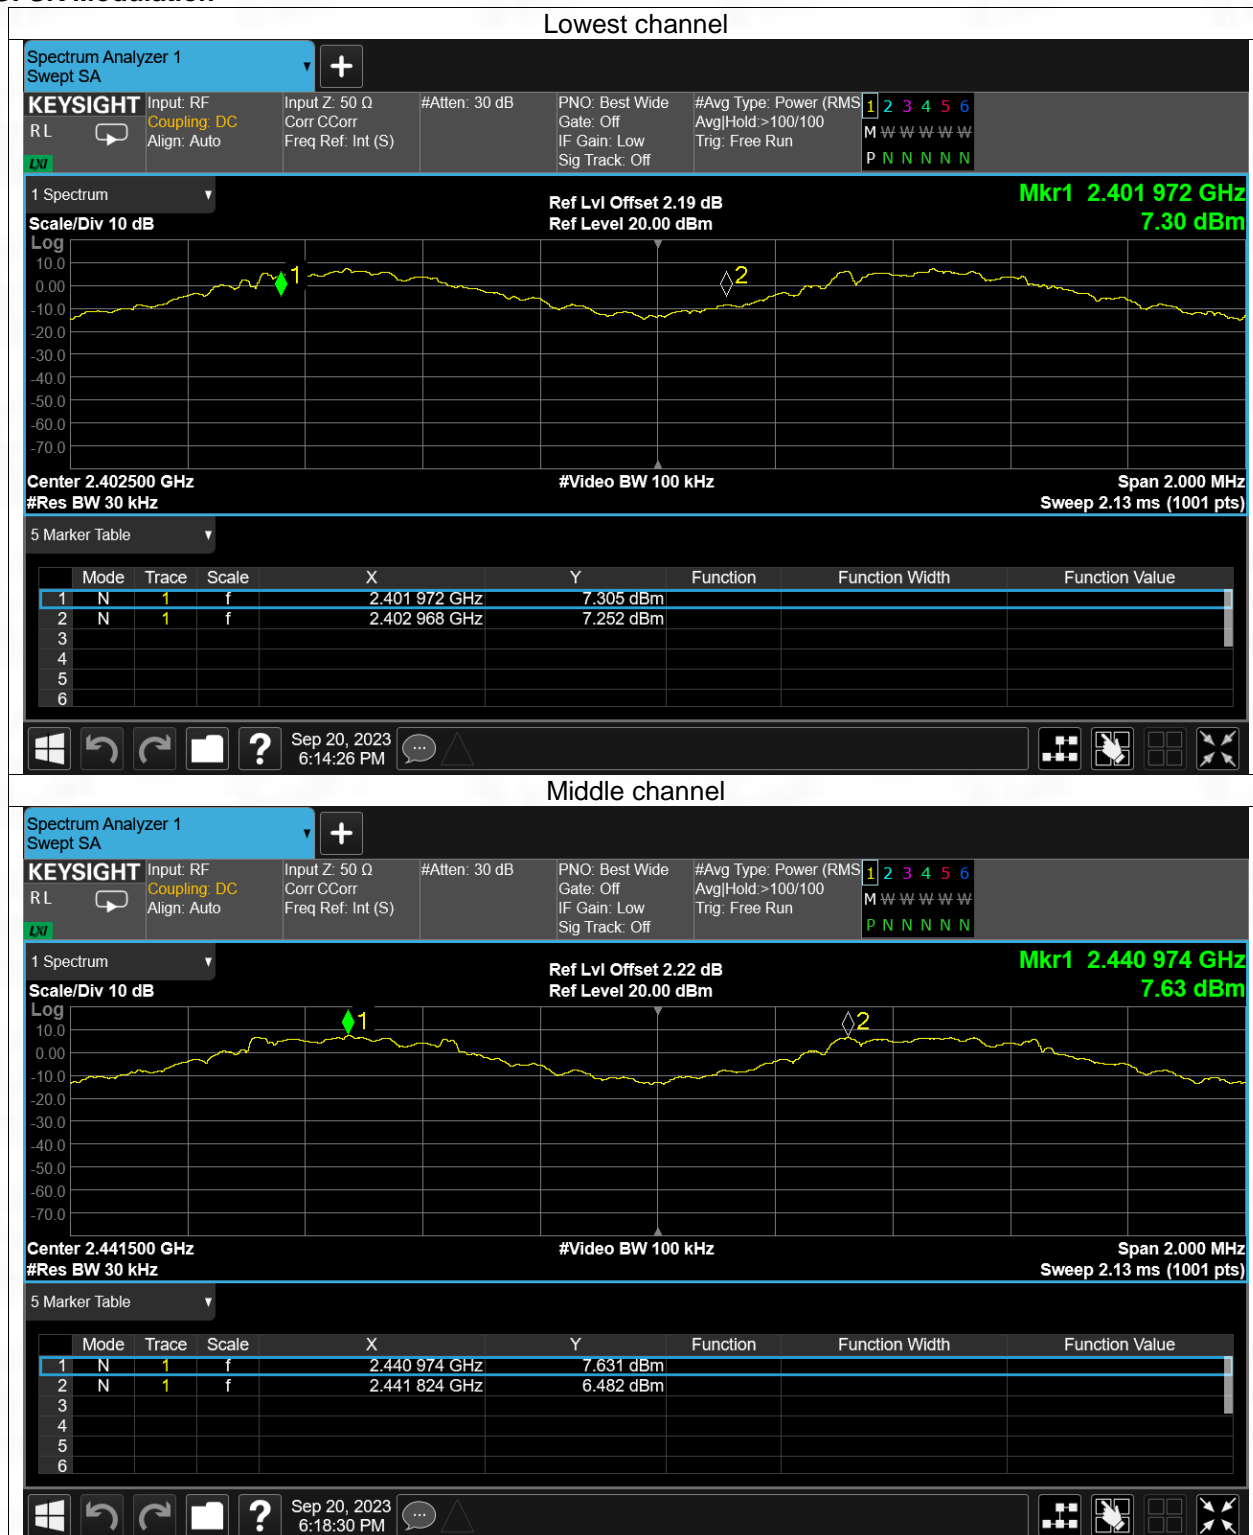 Lowest channel
Spectrum Analyzer 1
Swept SA
+
KEYSIGHT Input: RF Input Z: 50 Ω #Atten: 30 dB PNO: Best Wide #Avg Type: Power (RMS 1 2 3 4 5 6
RL Coupling: DC Corr CCorr Gate: Off Avg|Hold:>100/100 M W W W W W
Align: Auto Freq Ref: Int (S) IF Gain: Low Trig: Free Run
LXI Sig Track: Off P N N N N N
1 Spectrum Ref Lvl Offset 2.19 dB Mkr1 2.401 972 GHz
Scale/Div 10 dB Ref Level 20.00 dBm 7.30 dBm
Log
10.0
0.00
-10.0
-20.0
-30.0
-40.0
-50.0
-60.0
-70.0
1
2
Center 2.402500 GHz #Video BW 100 kHz Span 2.000 MHz
#Res BW 30 kHz Sweep 2.13 ms (1001 pts)
5 Marker Table
Mode Trace Scale X Y Function Function Width Function Value
1 N 1 f 2.401 972 GHz 7.305 dBm
2 N 1 f 2.402 968 GHz 7.252 dBm
3
4
5
6
? Sep 20, 2023
6:14:26 PM
Middle channel
Spectrum Analyzer 1
Swept SA
+
KEYSIGHT Input: RF Input Z: 50 Ω #Atten: 30 dB PNO: Best Wide #Avg Type: Power (RMS 1 2 3 4 5 6
RL Coupling: DC Corr CCorr Gate: Off Avg|Hold:>100/100 M W W W W W
Align: Auto Freq Ref: Int (S) IF Gain: Low Trig: Free Run
LXI Sig Track: Off P N N N N N
1 Spectrum Ref Lvl Offset 2.22 dB Mkr1 2.440 974 GHz
Scale/Div 10 dB Ref Level 20.00 dBm 7.63 dBm
Log
10.0
0.00
-10.0
-20.0
-30.0
-40.0
-50.0
-60.0
-70.0
1
2
Center 2.441500 GHz #Video BW 100 kHz Span 2.000 MHz
#Res BW 30 kHz Sweep 2.13 ms (1001 pts)
5 Marker Table
Mode Trace Scale X Y Function Function Width Function Value
1 N 1 f 2.440 974 GHz 7.631 dBm
2 N 1 f 2.441 824 GHz 6.482 dBm
3
4
5
6
? Sep 20, 2023
6:18:30 PM